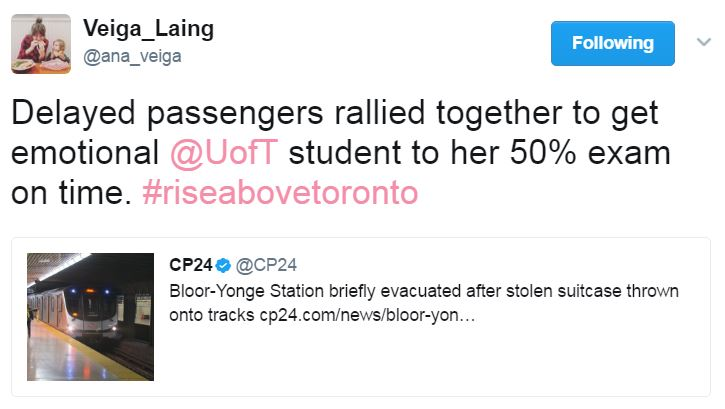 Veiga_Laing
@ana_veiga
Following
Delayed passengers rallied together to get
emotional @UofT student to her 50% exam
on time. #riseabovetoronto
CP24 @CP24
Bloor-Yonge Station briefly evacuated after stolen suitcase thrown
onto tracks cp24.com/news/bloor-yon…